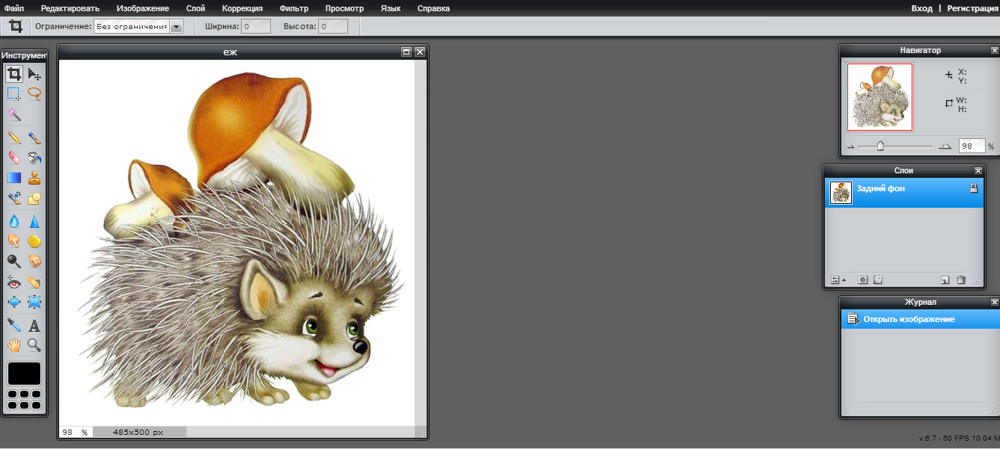 Файл Редактировать Изображение Слой Коррекция Фильтр Просмотр Язык Справка Вход | Регистрация
Ограничение: Без ограничения Ширина: 0 Высота: 0
Инструмент
еж
98 % 485x500 px
Навигатор
X:
Y:
W:
H:
98 %
Слои
Задний фон
Журнал
Открыть изображение
v:6.7 - 60 FPS 10.04 M